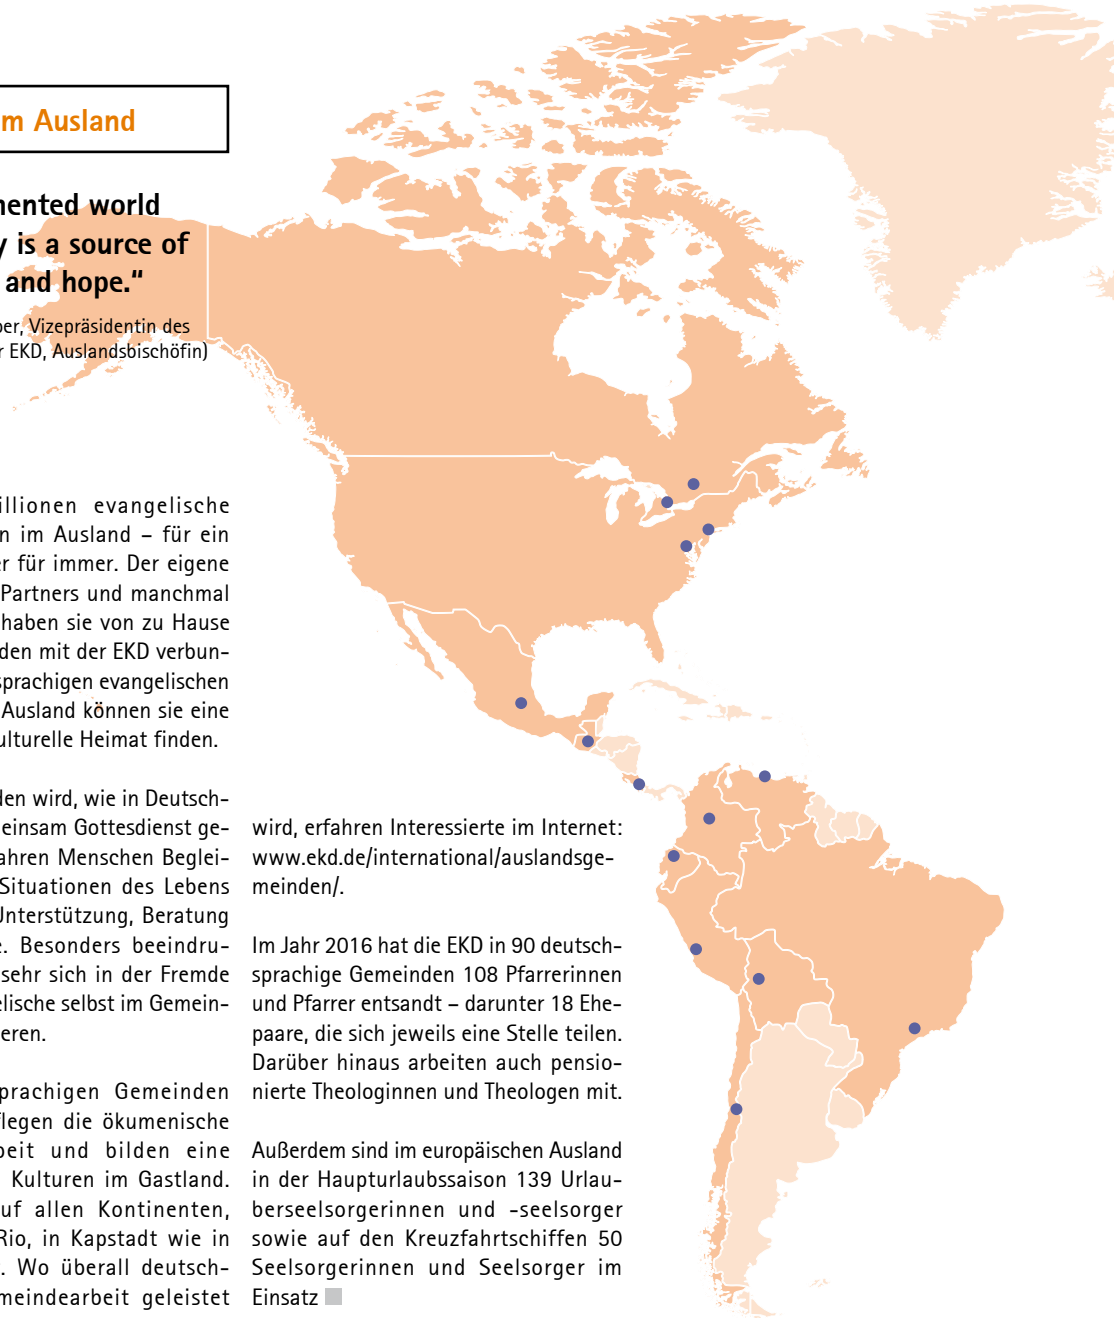 m Ausland
nented world
y is a source of
and hope.“
ber, Vizepräsidentin des
r EKD, Auslandsbischöfin)
illionen evangelische
n im Ausland – für ein
er für immer. Der eigene
Partners und manchmal
haben sie von zu Hause
den mit der EKD verbun-
sprachigen evangelischen
Ausland können sie eine
ulturelle Heimat finden.
den wird, wie in Deutsch-
einsam Gottesdienst ge-
ahren Menschen Beglei-
Situationen des Lebens
Unterstützung, Beratung
e. Besonders beeindru-
sehr sich in der Fremde
elische selbst im Gemein-
eren.
prachigen Gemeinden
flegen die ökumenische
beit und bilden eine
Kulturen im Gastland.
uf allen Kontinenten,
Rio, in Kapstadt wie in
. Wo überall deutsch-
meindearbeit geleistet
wird, erfahren Interessierte im Internet:
www.ekd.de/international/auslandsge-
meinden/.
Im Jahr 2016 hat die EKD in 90 deutsch-
sprachige Gemeinden 108 Pfarrerinnen
und Pfarrer entsandt – darunter 18 Ehe-
paare, die sich jeweils eine Stelle teilen.
Darüber hinaus arbeiten auch pensio-
nierte Theologinnen und Theologen mit.
Außerdem sind im europäischen Ausland
in der Haupturlaubssaison 139 Urlau-
berseelsorgerinnen und -seelsorger
sowie auf den Kreuzfahrtschiffen 50
Seelsorgerinnen und Seelsorger im
Einsatz